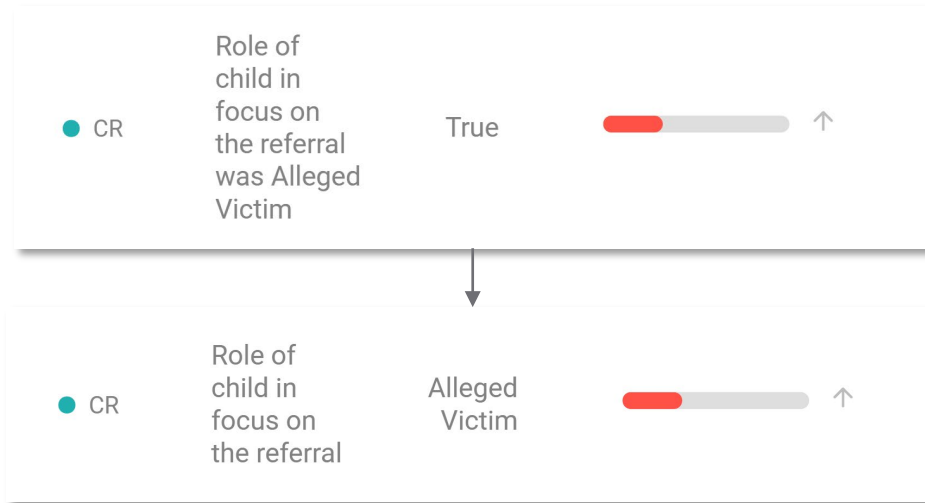 CR
Role of
child in
focus on
the referral
was Alleged
Victim
True
CR
Role of
child in
focus on
the referral
Alleged
Victim